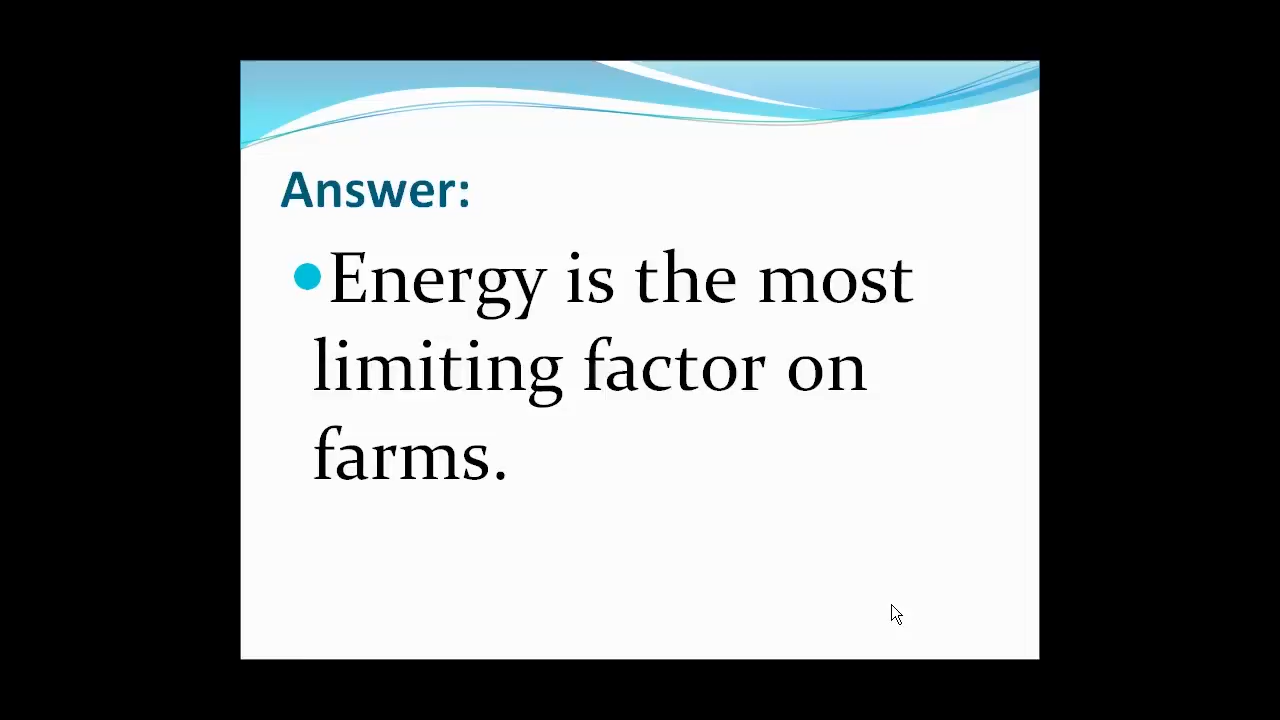 Answer:
•Energy is the most
limiting factor on
farms.